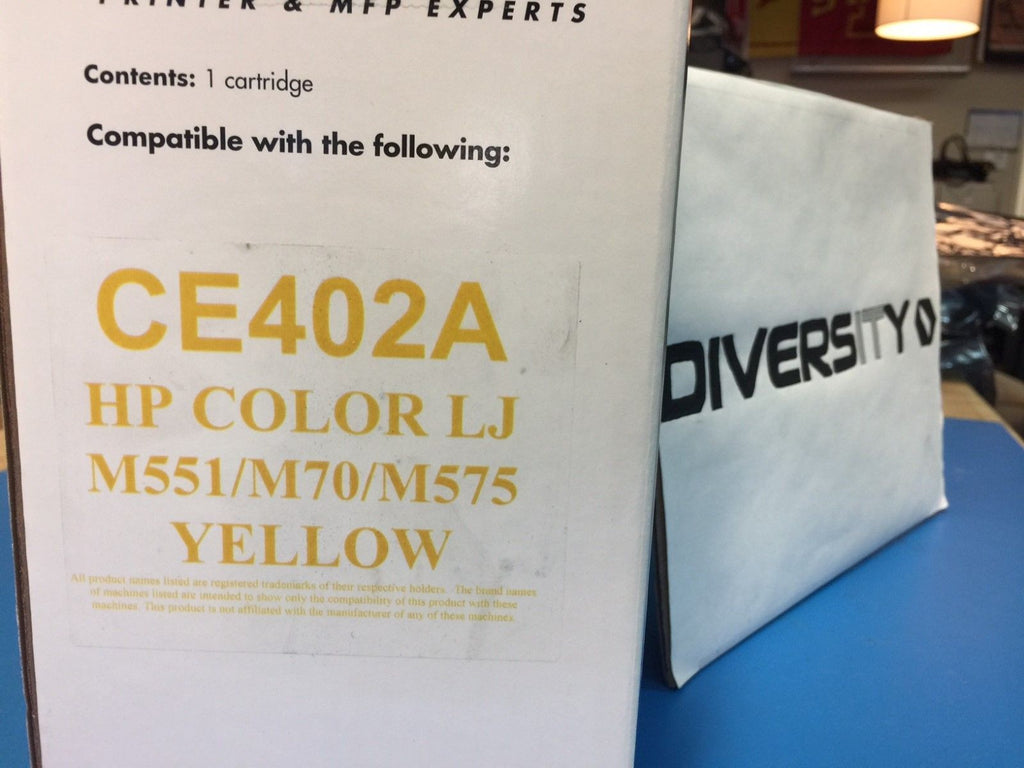 PRINTER & MFP EXPERTS
Contents: 1 cartridge
Compatible with the following:
CE402A
HP COLOR LJ
M551/M70/M575
YELLOW
All product names listed are registered trademarks of their respective holders. The brand names
of machines listed are intended to show only the compatibility of this product with these
machines. This product is not affiliated with the manufacturer of any of these machines.
DIVERSITY D